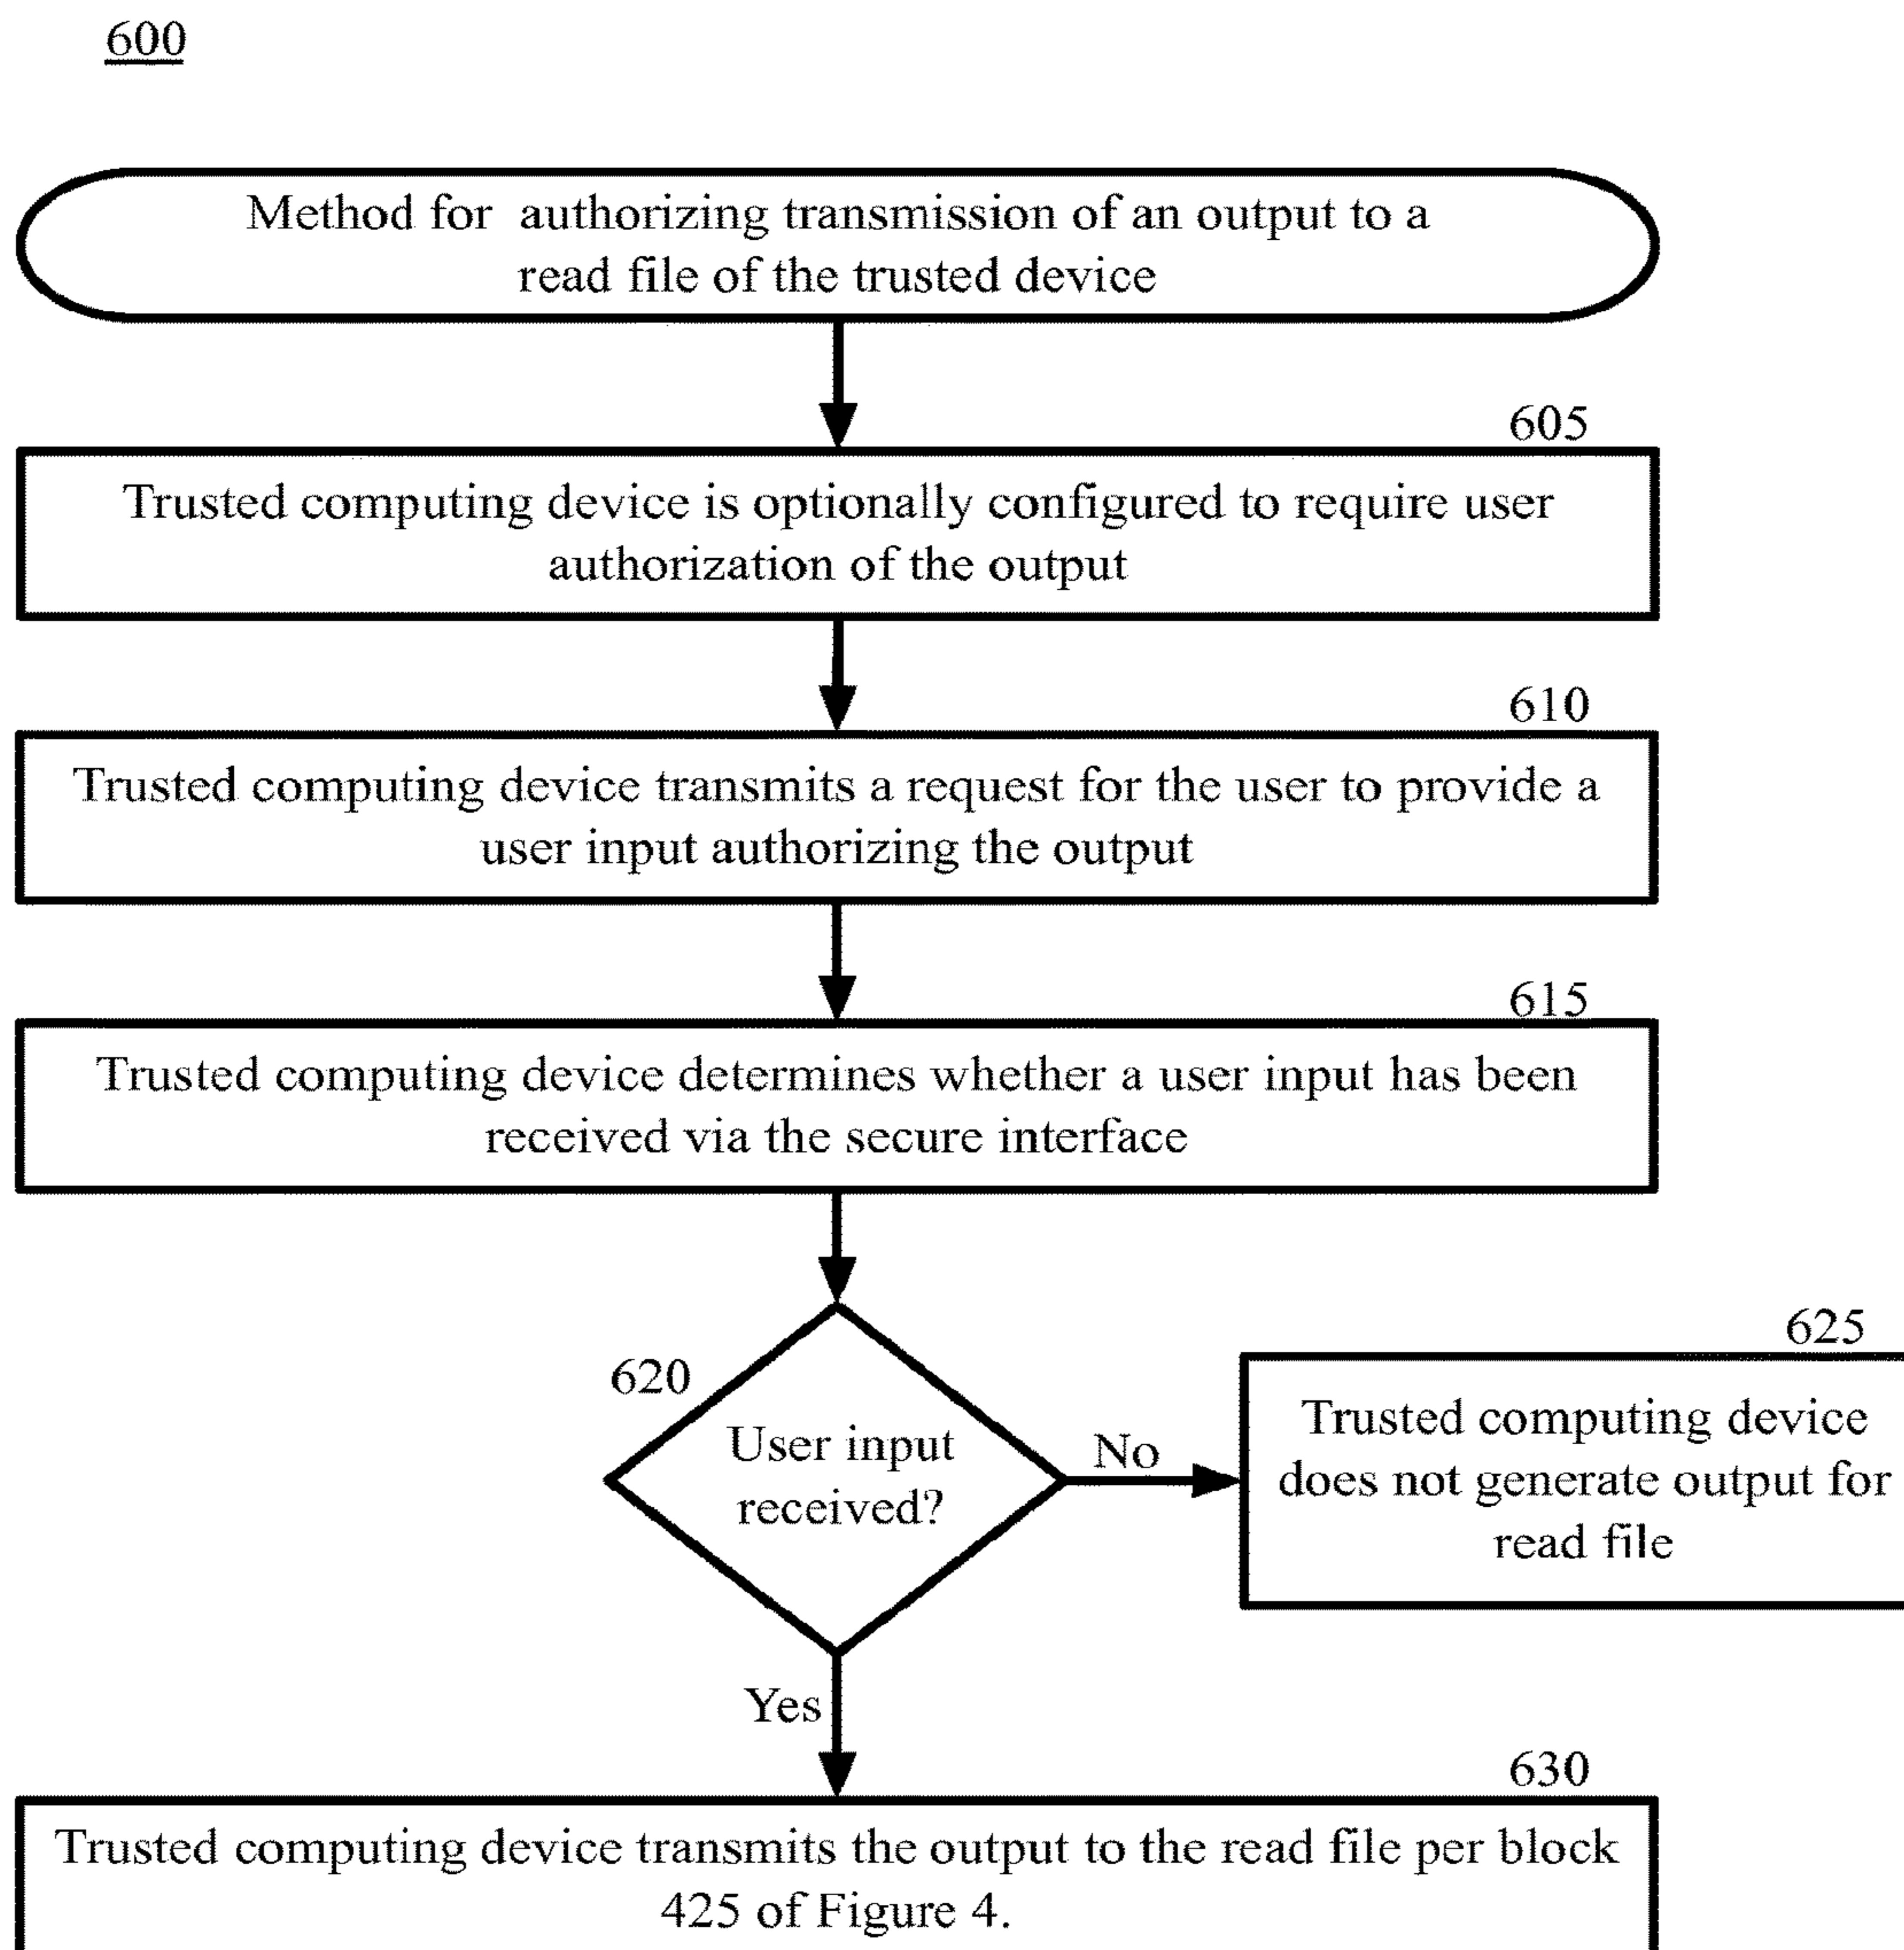 600
Method for authorizing transmission of an output to a
read file of the trusted device
605
Trusted computing device is optionally configured to require user
authorization of the output
610
Trusted computing device transmits a request for the user to provide a
user input authorizing the output
615
Trusted computing device determines whether a user input has been
received via the secure interface
620
User input
received?
No
625
Trusted computing device
does not generate output for
read file
Yes
630
Trusted computing device transmits the output to the read file per block
425 of Figure 4.